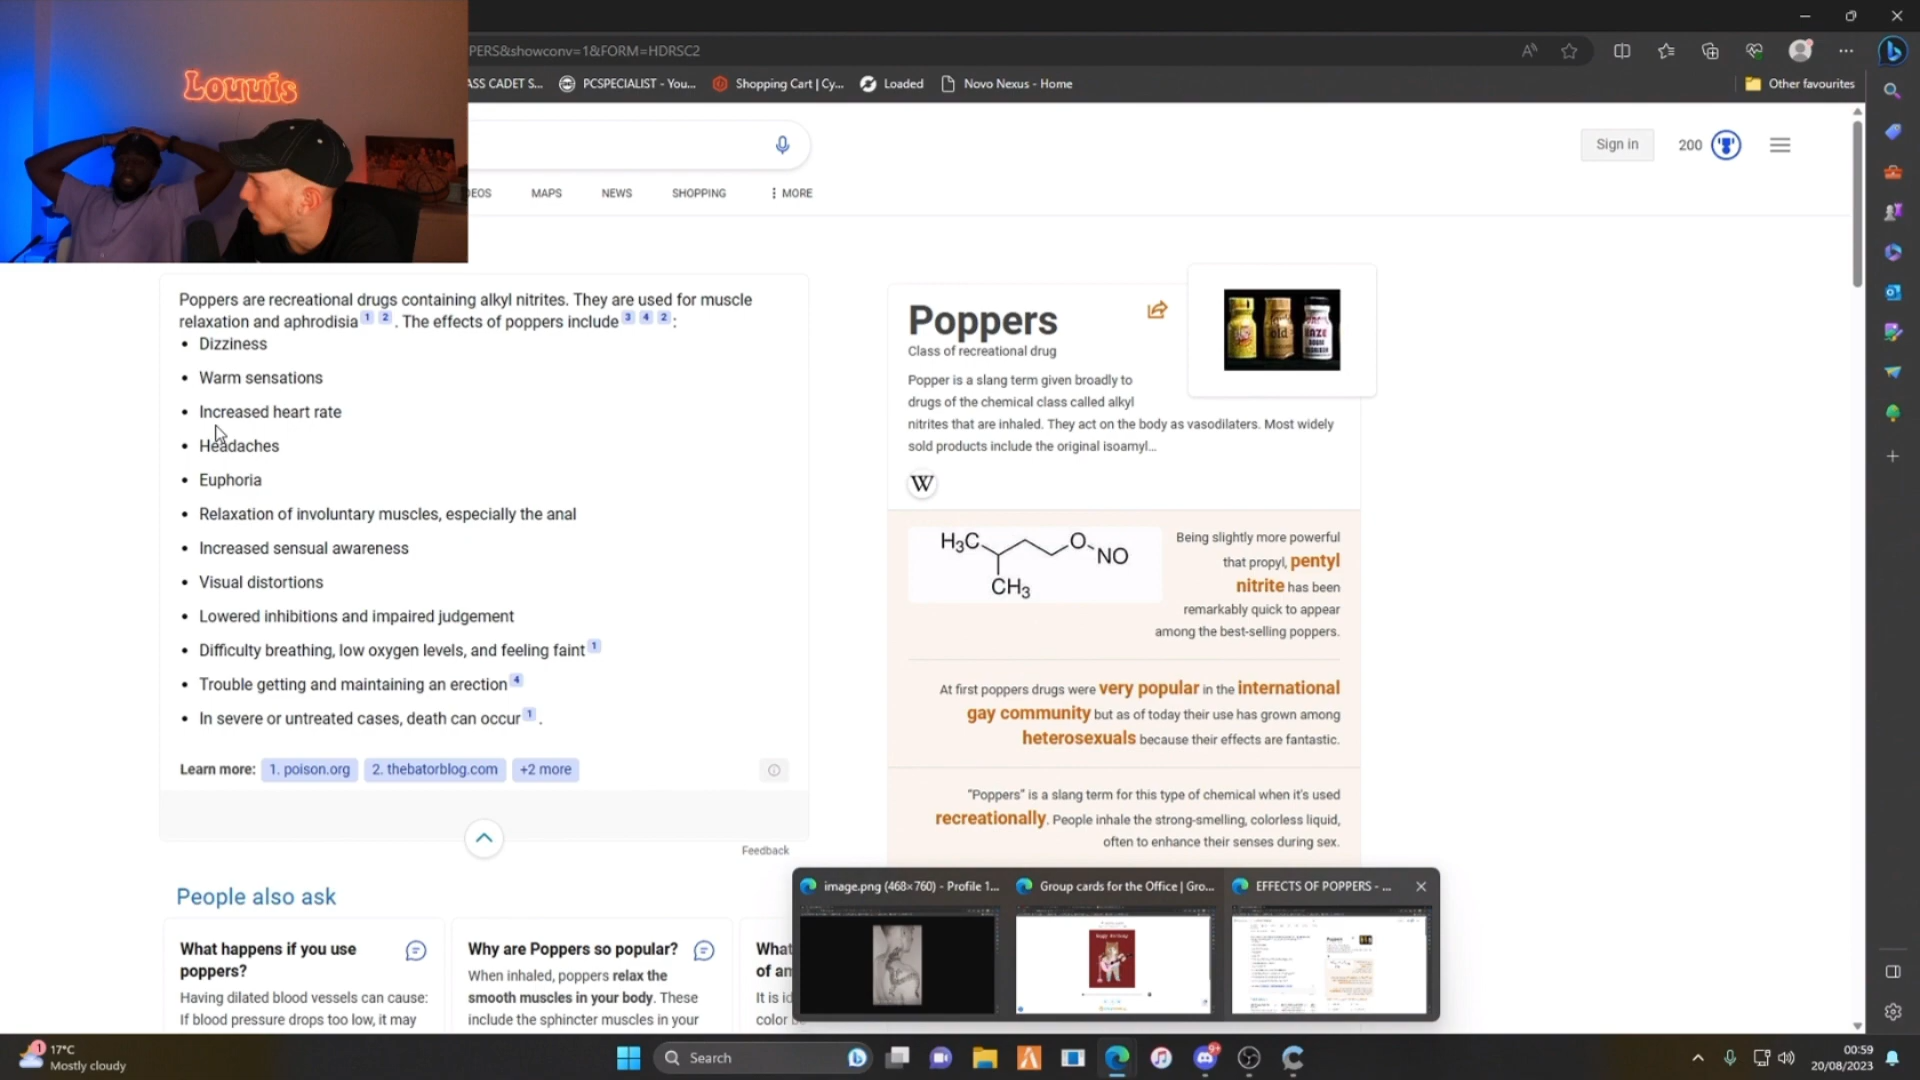 Louuis
PERS&showconv=1&FORM=HDRSC2
ASS CADET S...
PCSPECIALIST - You...
Shopping Cart | Cy...
Loaded
Novo Nexus - Home
Other favourites
Sign in
200
DEOS
MAPS
NEWS
SHOPPING
MORE
Poppers are recreational drugs containing alkyl nitrites. They are used for muscle
relaxation and aphrodisia 1 2 . The effects of poppers include 3 4 2 :
• Dizziness
• Warm sensations
• Increased heart rate
• Headaches
• Euphoria
• Relaxation of involuntary muscles, especially the anal
• Increased sensual awareness
• Visual distortions
• Lowered inhibitions and impaired judgement
• Difficulty breathing, low oxygen levels, and feeling faint 1
• Trouble getting and maintaining an erection 4
• In severe or untreated cases, death can occur 1 .
Learn more: 1. poison.org 2. thebatorblog.com +2 more
Feedback
Poppers
Class of recreational drug
Popper is a slang term given broadly to
drugs of the chemical class called alkyl
nitrites that are inhaled. They act on the body as vasodilaters. Most widely
sold products include the original isoamyl...
W
H3C
O
NO
CH3
Being slightly more powerful
that propyl, pentyl
nitrite has been
remarkably quick to appear
among the best-selling poppers.
At first poppers drugs were very popular in the international
gay community but as of today their use has grown among
heterosexuals because their effects are fantastic.
"Poppers" is a slang term for this type of chemical when it's used
recreationally. People inhale the strong-smelling, colorless liquid,
often to enhance their senses during sex.
People also ask
What happens if you use
poppers?
Having dilated blood vessels can cause:
If blood pressure drops too low, it may
Why are Poppers so popular?
When inhaled, poppers relax the
smooth muscles in your body. These
include the sphincter muscles in your
What
of am
It is id
image.png (468×760) - Profile 1...
Group cards for the Office | Gro...
EFFECTS OF POPPERS - ...
1
17°C
Mostly cloudy
Search
9+
00:59
20/08/2023